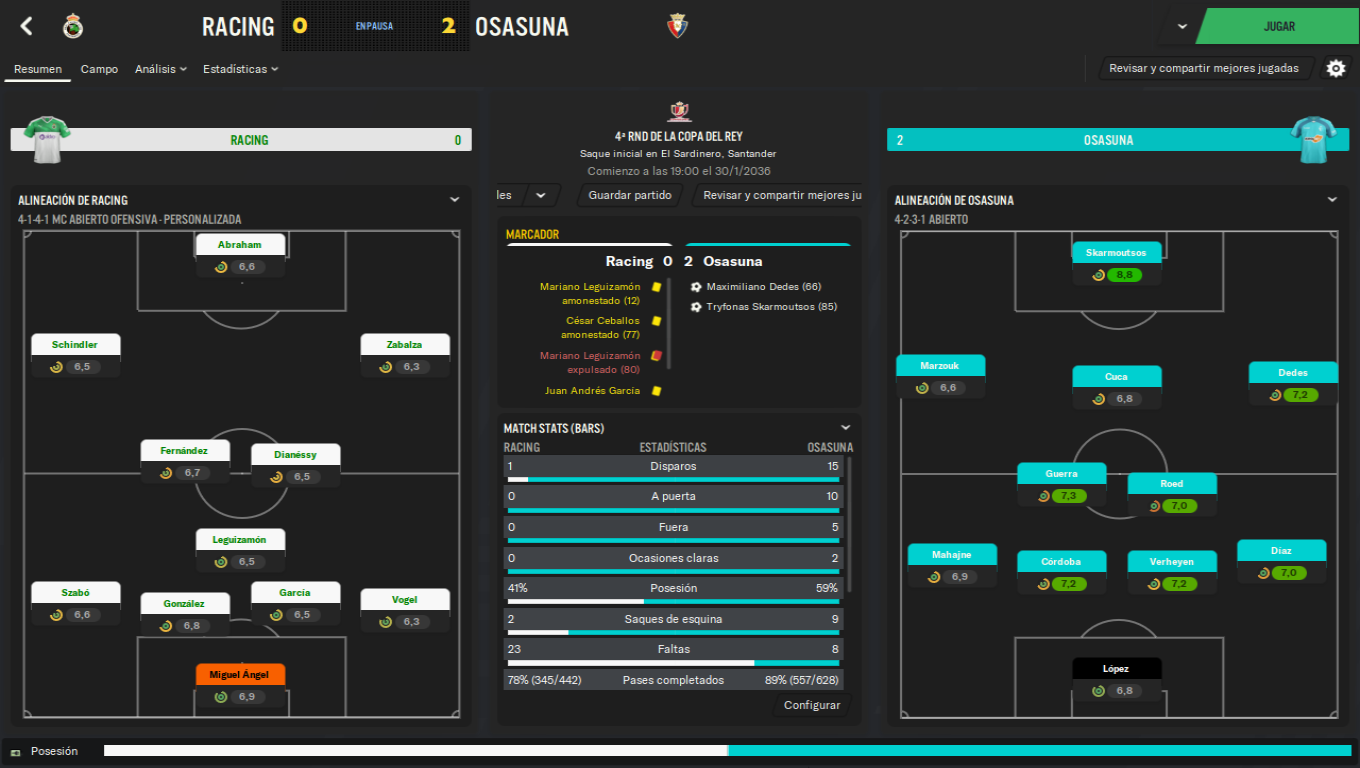 RACING 0 EN PAUSA 2 OSASUNA
JUGAR
Resumen Campo Análisis Estadísticas
Revisar y compartir mejores jugadas
RACING 0
4ª RND DE LA COPA DEL REY
Saque inicial en El Sardinero, Santander
Comienzo a las 19:00 el 30/1/2036
les Guardar partido Revisar y compartir mejores ju
2 OSASUNA
ALINEACIÓN DE RACING
4-1-4-1 MC ABIERTO OFENSIVA - PERSONALIZADA
Abraham
6,6
Schindler
6,5
Zabalza
6,3
Fernández
6,7
Dianéssy
6,5
Leguizamón
6,5
Szabó
6,6
González
6,8
García
6,5
Vogel
6,3
Miguel Ángel
6,9
MARCADOR
Racing 0 2 Osasuna
Mariano Leguizamón
amonestado (12)
César Ceballos
amonestado (77)
Mariano Leguizamón
expulsado (80)
Juan Andrés García
Maximiliano Dedes (66)
Tryfonas Skarmoutsos (85)
MATCH STATS (BARS)
RACING ESTADÍSTICAS OSASUNA
1 Disparos 15
0 A puerta 10
0 Fuera 5
0 Ocasiones claras 2
41% Posesión 59%
2 Saques de esquina 9
23 Faltas 8
78% (345/442) Pases completados 89% (557/628)
Configurar
ALINEACIÓN DE OSASUNA
4-2-3-1 ABIERTO
Skarmoutsos
8,8
Marzouk
6,6
Cuca
6,8
Dedes
7,2
Guerra
7,3
Roed
7,0
Mahajne
6,9
Córdoba
7,2
Verheyen
7,2
Díaz
7,0
López
6,8
Posesión